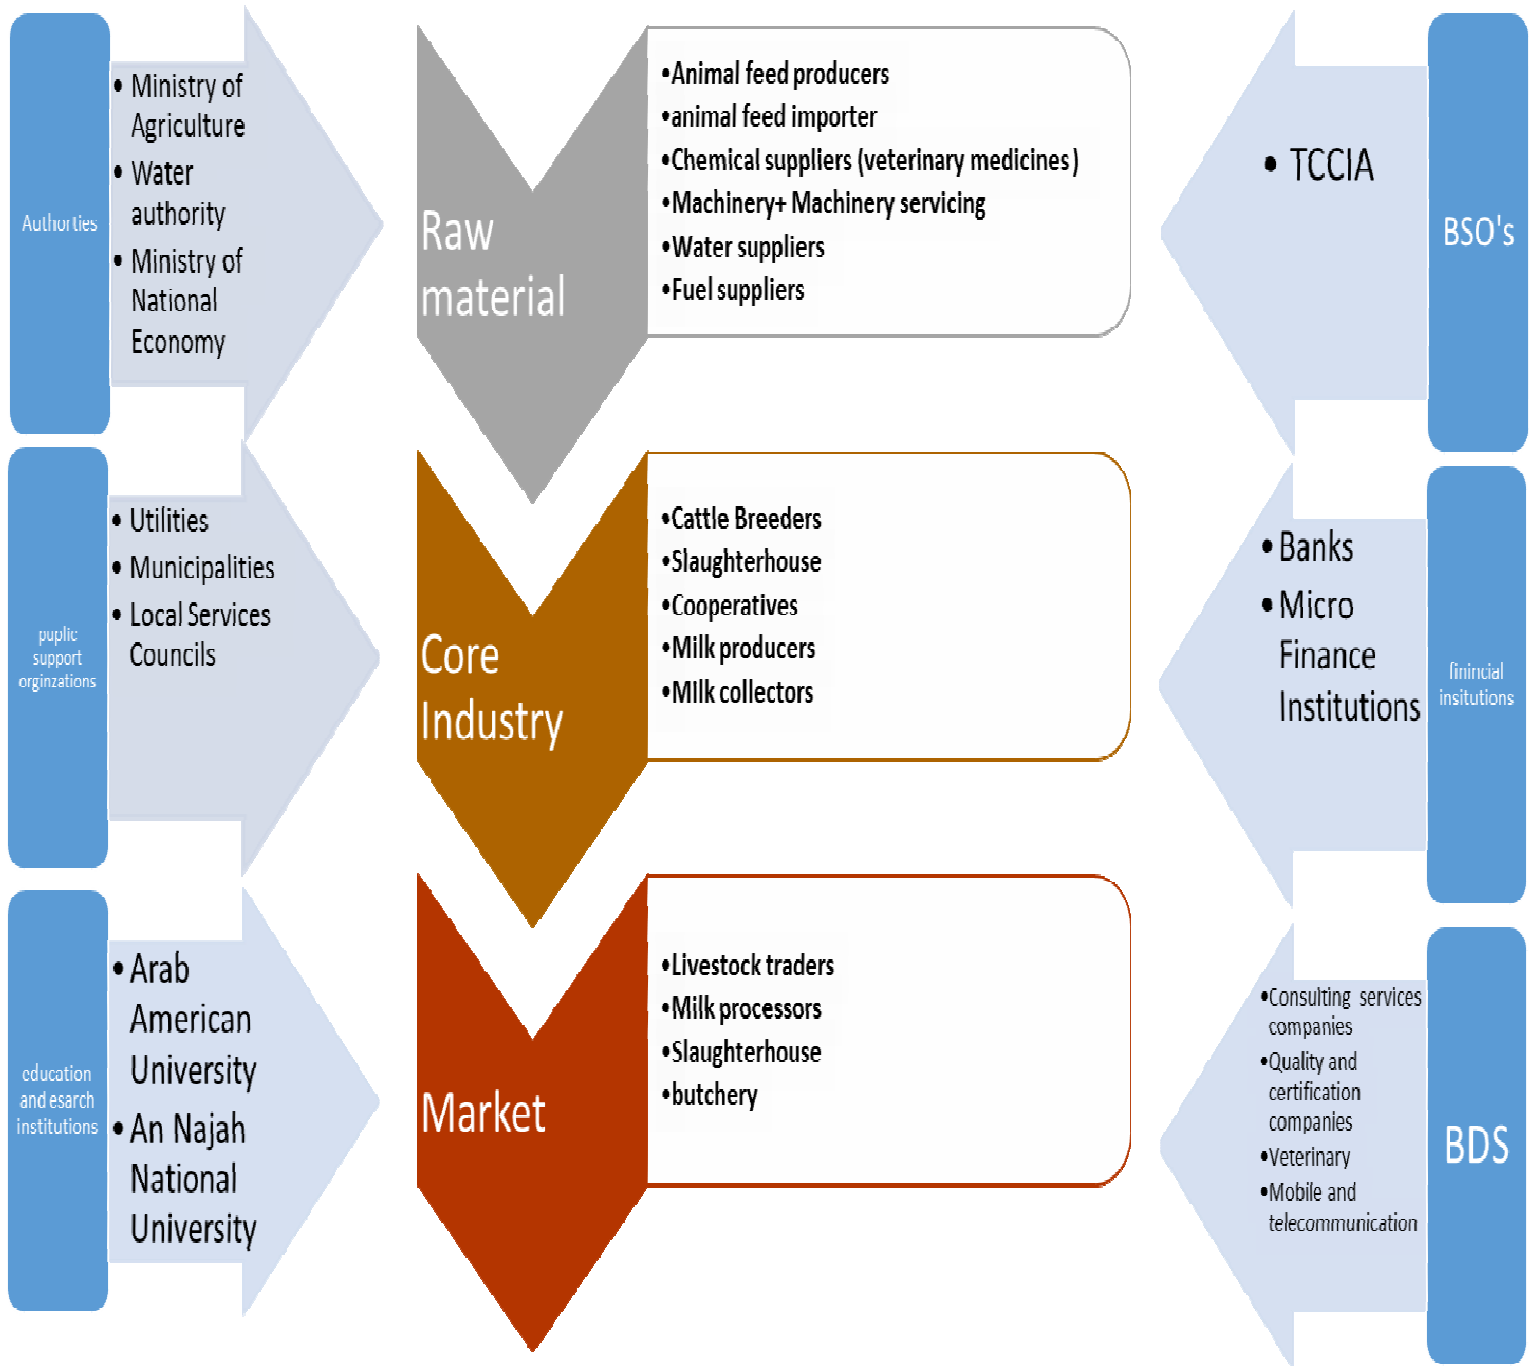 Authorties
• Ministry of
Agriculture
• Water
authority
• Ministry of
National
Economy
puplic
support
orginzations
• Utilities
• Municipalities
• Local Services
Councils
education
and esarch
institutions
• Arab
American
University
• An Najah
National
University
Raw
material
•Animal feed producers
•animal feed importer
•Chemical suppliers (veterinary medicines)
•Machinery+ Machinery servicing
•Water suppliers
•Fuel suppliers
Core
Industry
•Cattle Breeders
•Slaughterhouse
•Cooperatives
•Milk producers
•MIlk collectors
Market
•Livestock traders
•Milk processors
•Slaughterhouse
•butchery
• TCCIA
BSO's
•Banks
•Micro
Finance
Institutions
finincial
insitutions
•Consulting services
companies
•Quality and
certification
companies
•Veterinary
•Mobile and
telecommunication
BDS